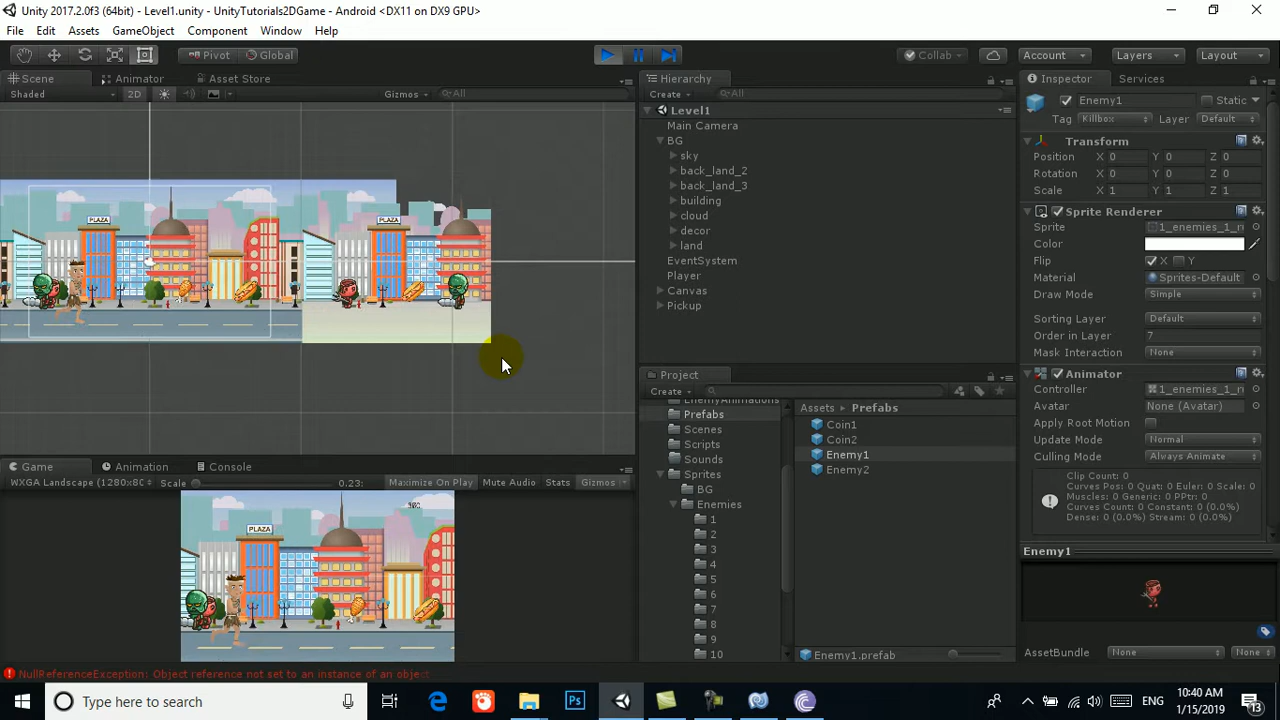 Unity 2017.2.0f3 (64bit) - Level1.unity - UnityTutorials2DGame - Android <DX11 on DX9 GPU>
File Edit Assets GameObject Component Window Help
Pivot Global Collab Account Layers Layout
Scene Animator Asset Store
Shaded 2D Gizmos All
PLAZA PLAZA
Hierarchy
Create All
Level1
Main Camera
BG
sky
back_land_2
back_land_3
building
cloud
decor
land
EventSystem
Player
Canvas
Pickup
Project
Create
EnemyAnimations
Prefabs
Scenes
Scripts
Sounds
Sprites
BG
Enemies
1
2
3
4
5
6
7
8
9
10
Assets Prefabs
Coin1
Coin2
Enemy1
Enemy2
Enemy1.prefab
Inspector Services
Enemy1 Static
Tag Killbox Layer Default
Transform
Position X 0 Y 0 Z 0
Rotation X 0 Y 0 Z 0
Scale X 1 Y 1 Z 1
Sprite Renderer
Sprite 1_enemies_1_r
Color
Flip X Y
Material Sprites-Default
Draw Mode Simple
Sorting Layer Default
Order in Layer 7
Mask Interaction None
Animator
Controller 1_enemies_1_r
Avatar None (Avatar)
Apply Root Motion
Update Mode Normal
Culling Mode Always Animate
Clip Count: 0
Curves Pos: 0 Quat: 0 Euler: 0 Scale: 0
Muscles: 0 Generic: 0 PPtr: 0
Curves Count: 0 Constant: 0 (0.0%)
Dense: 0 (0.0%) Stream: 0 (0.0%)
Enemy1
AssetBundle None None
Game Animation Console
WXGA Landscape (1280x8 Scale 0.23: Maximize On Play Mute Audio Stats Gizmos
PLAZA
NullReferenceException: Object reference not set to an instance of an object
Type here to search
Ps
ENG
:40 AM
1/15/2019
13